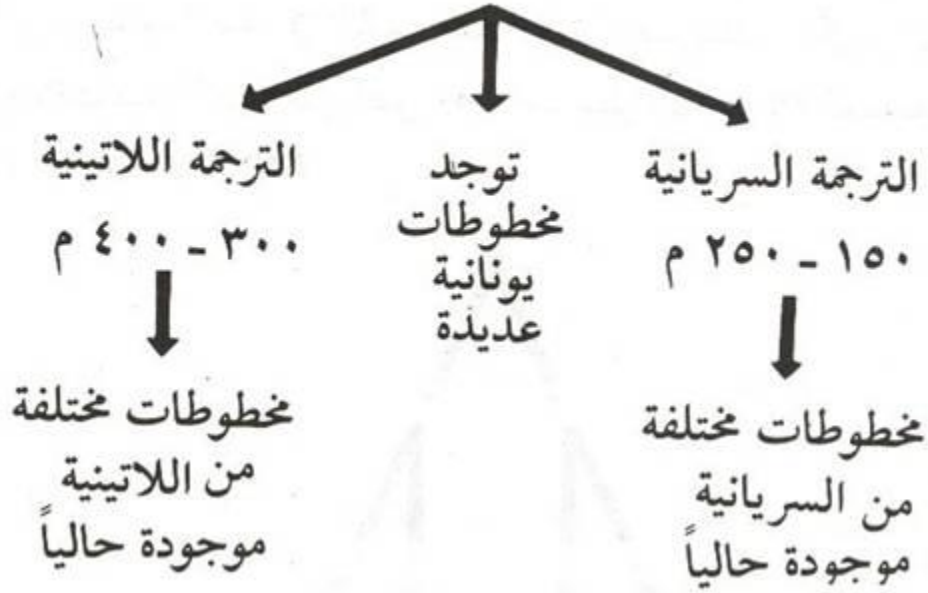 الترجمة السريانية
١٥٠ - ٢٥٠ م
مخطوطات مختلفة
من السريانية
موجودة حالياً
توجد
مخطوطات
يونانية
عديدة
الترجمة اللاتينية
٣٠٠ - ٤٠٠ م
مخطوطات مختلفة
من اللاتينية
موجودة حالياً